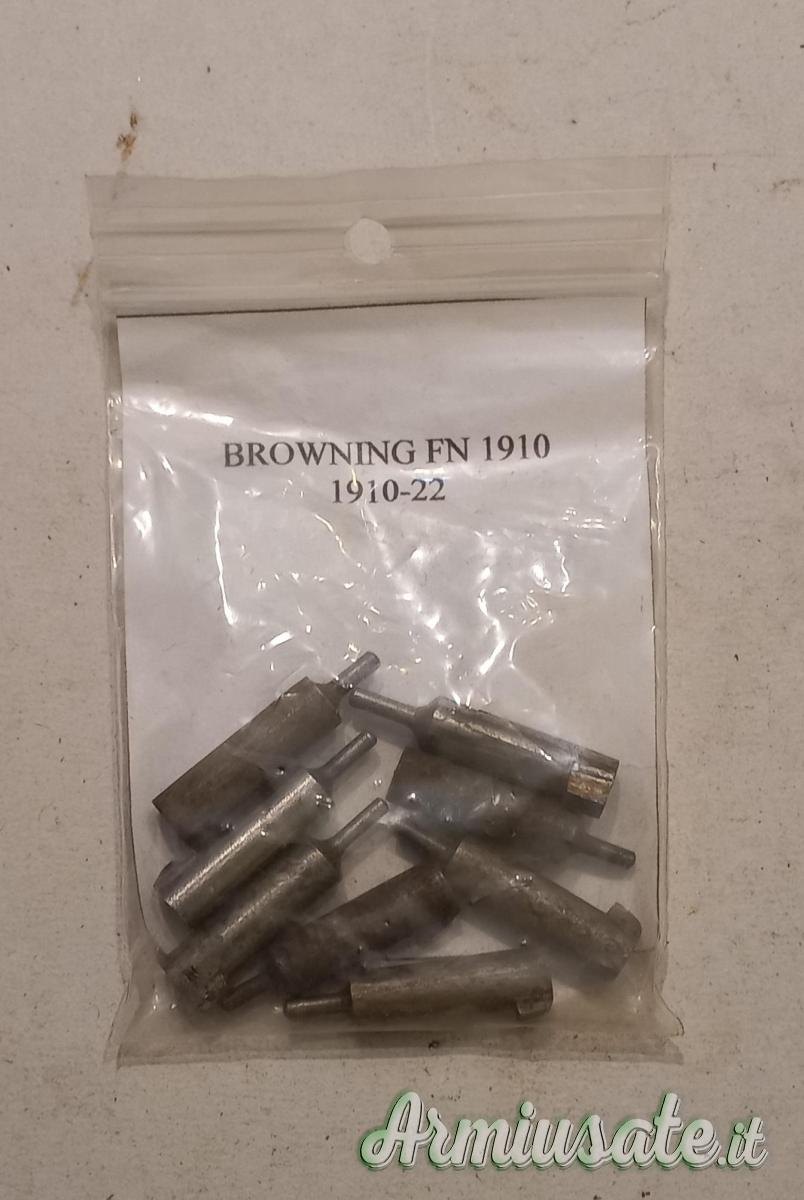 BROWNING FN 1910
1910-22
Armiusate.it